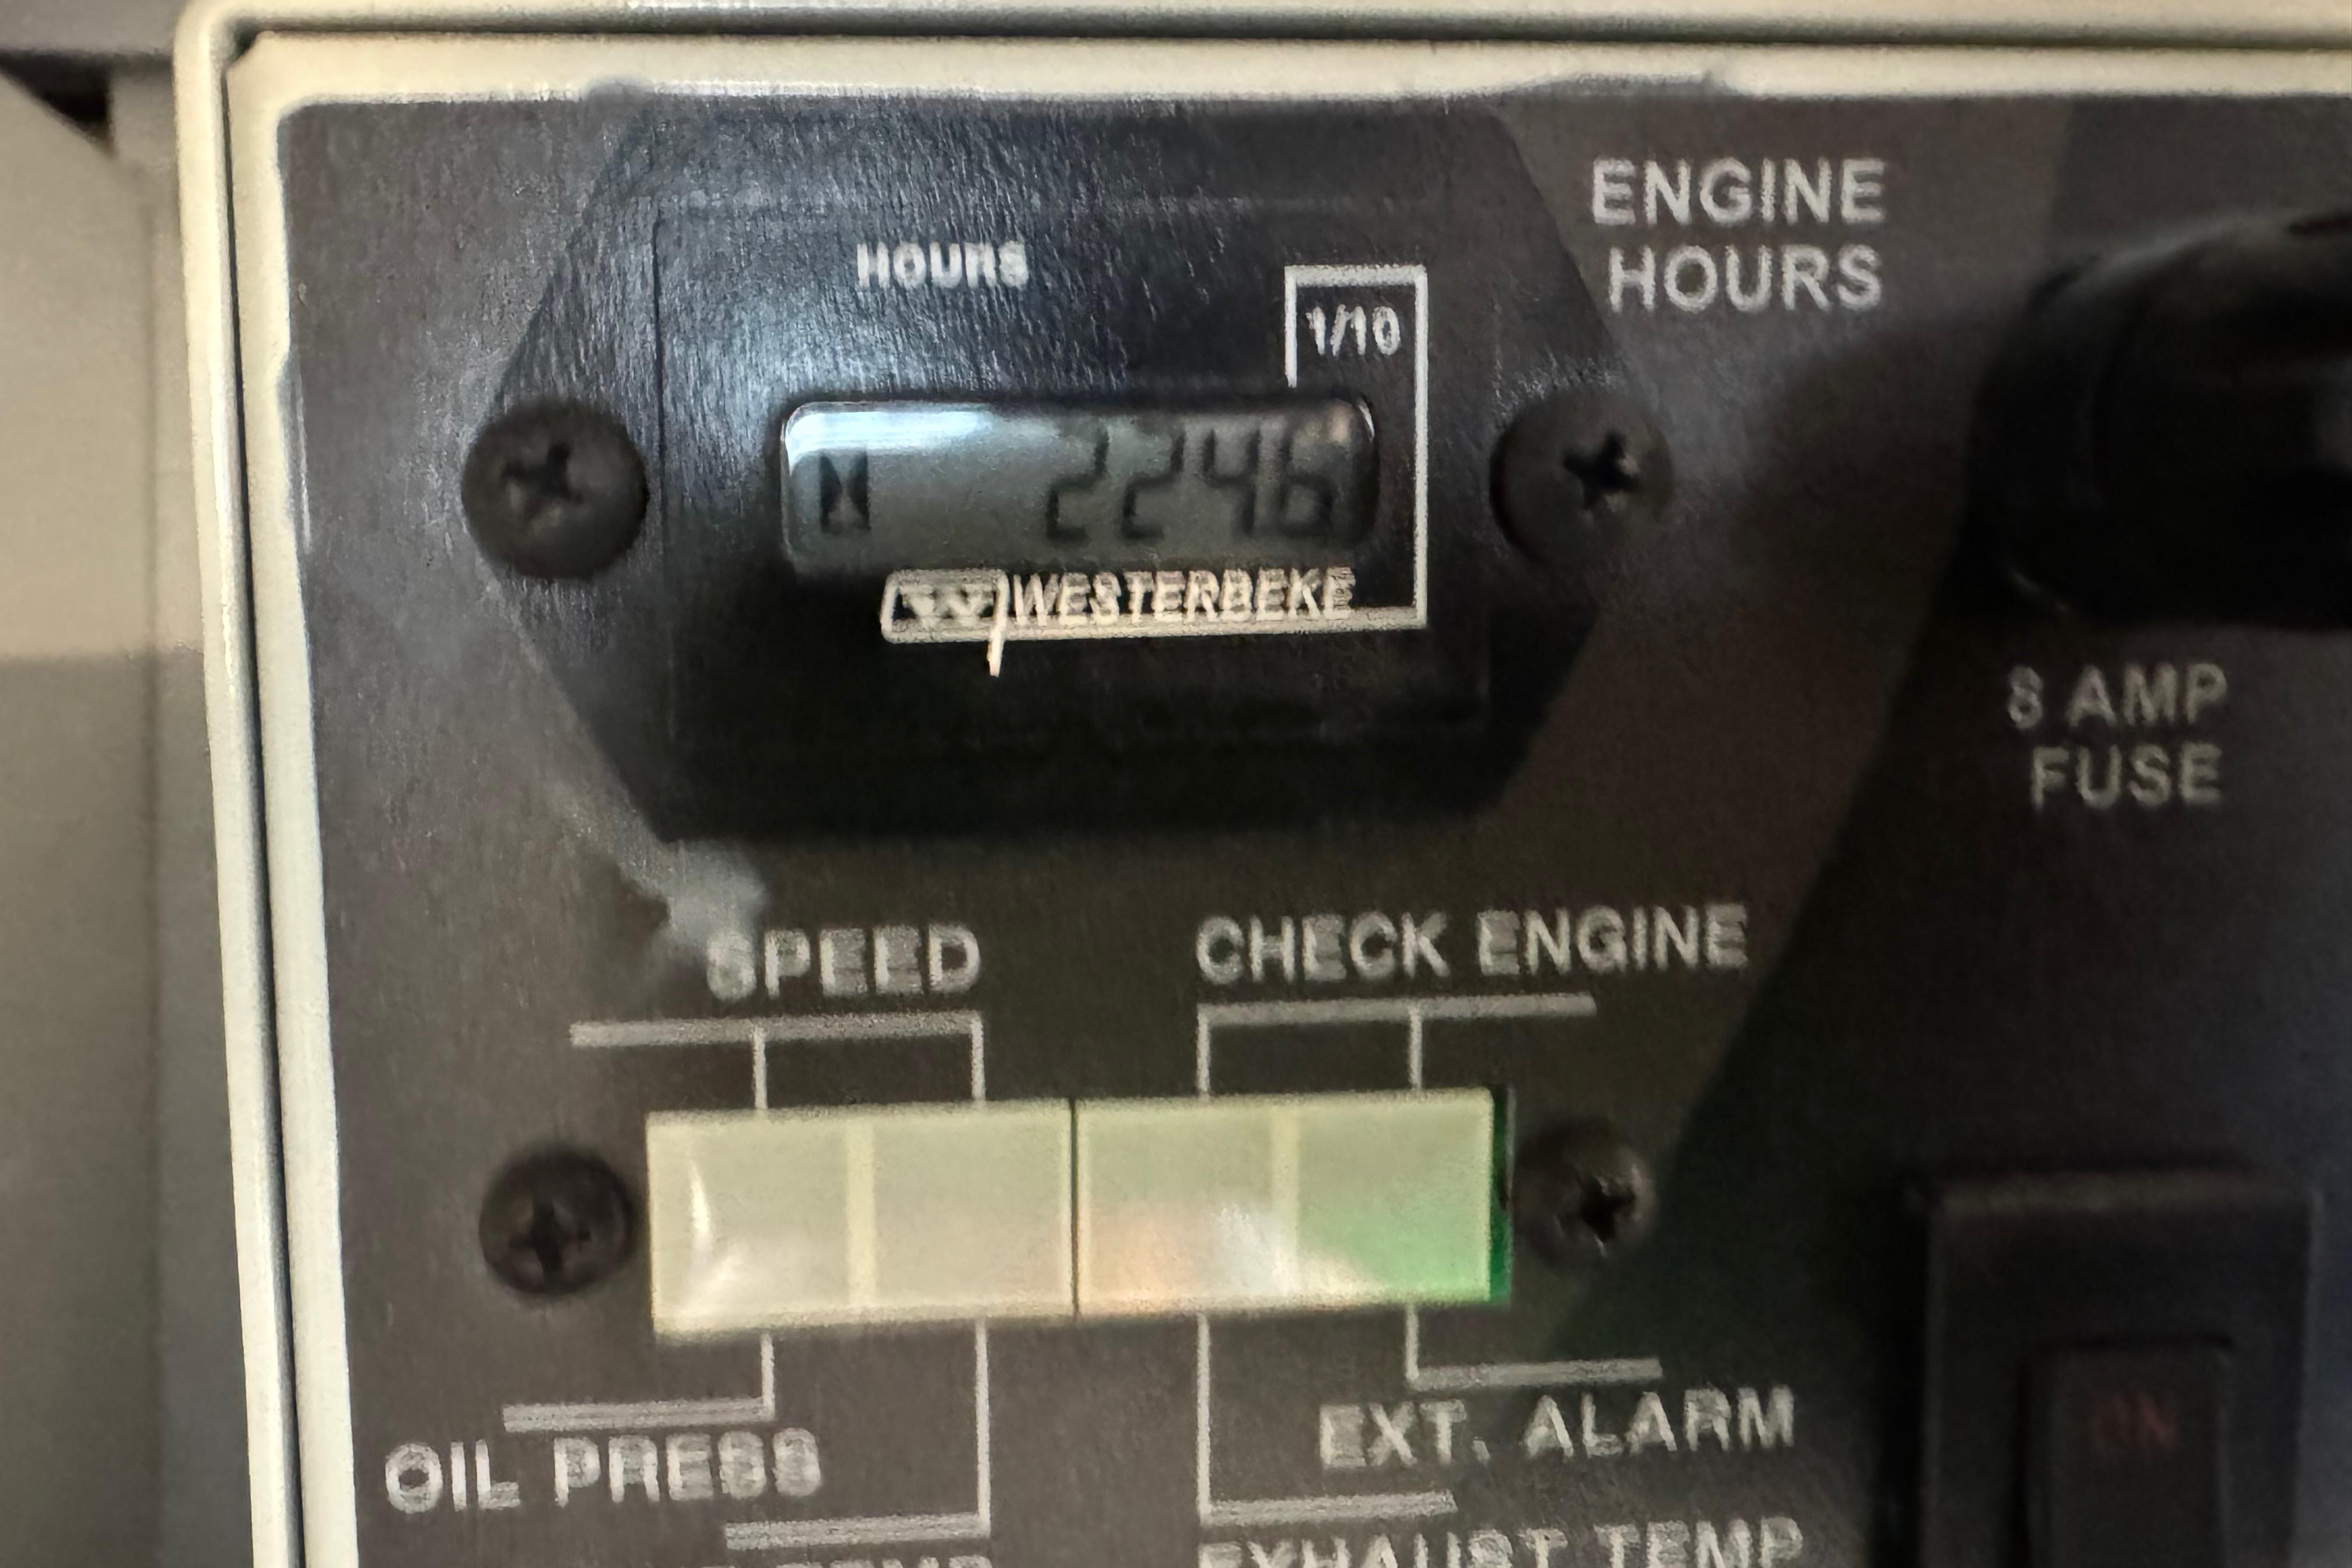 ENGINE
HOURS
HOURS
1/10
2246
WESTERBEKE
8 AMP
FUSE
SPEED
CHECK ENGINE
OIL PRESS
EXT. ALARM
ON
EXHAUST TEMP